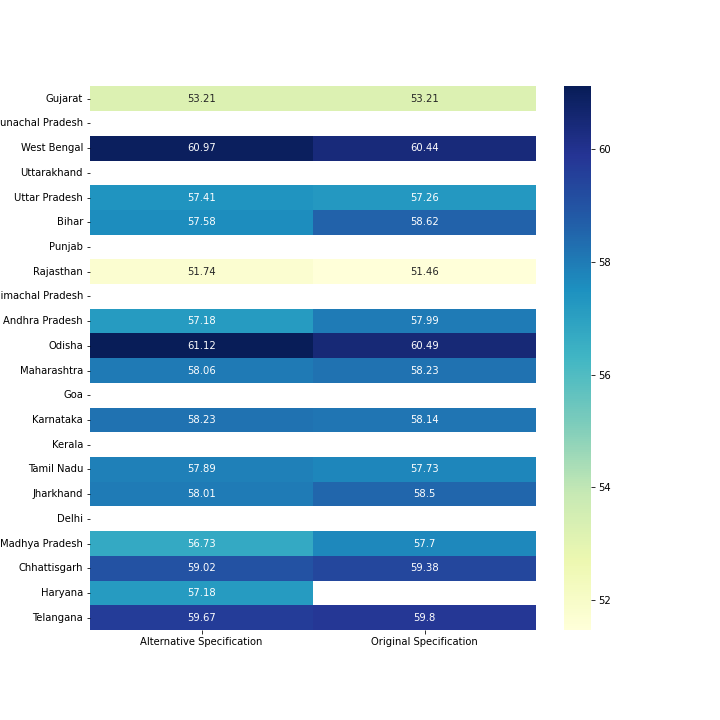 Gujarat 53.21 53.21
unachal Pradesh
West Bengal 60.97 60.44 60
Uttarakhand
Uttar Pradesh 57.41 57.26
Bihar 57.58 58.62
Punjab
58
Rajasthan 51.74 51.46
imachal Pradesh
Andhra Pradesh 57.18 57.99
Odisha 61.12 60.49
Maharashtra 58.06 58.23
56
Goa
Karnataka 58.23 58.14
Kerala
Tamil Nadu 57.89 57.73
Jharkhand 58.01 58.5
54
Delhi
Madhya Pradesh 56.73 57.7
Chhattisgarh 59.02 59.38
Haryana 57.18
52
Telangana 59.67 59.8
Alternative Specification Original Specification